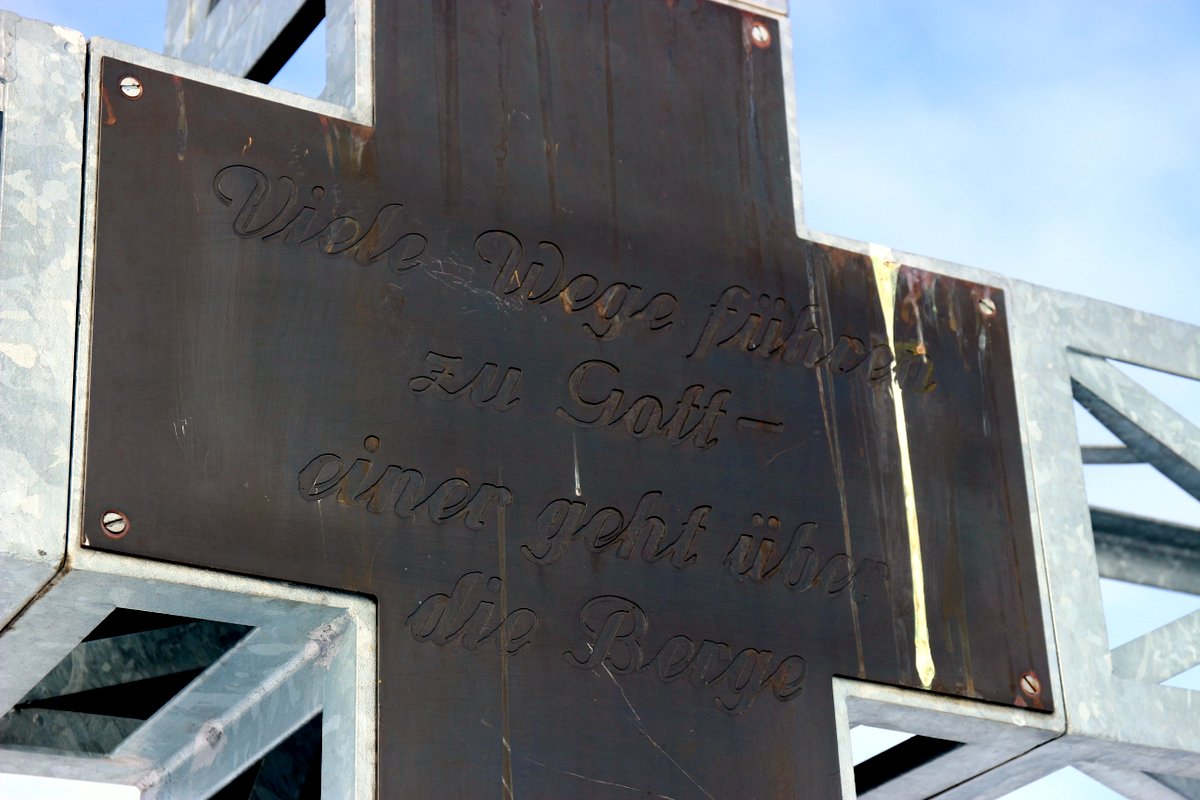 Viele Wege führen
zu Gott –
einer geht über
die Berge